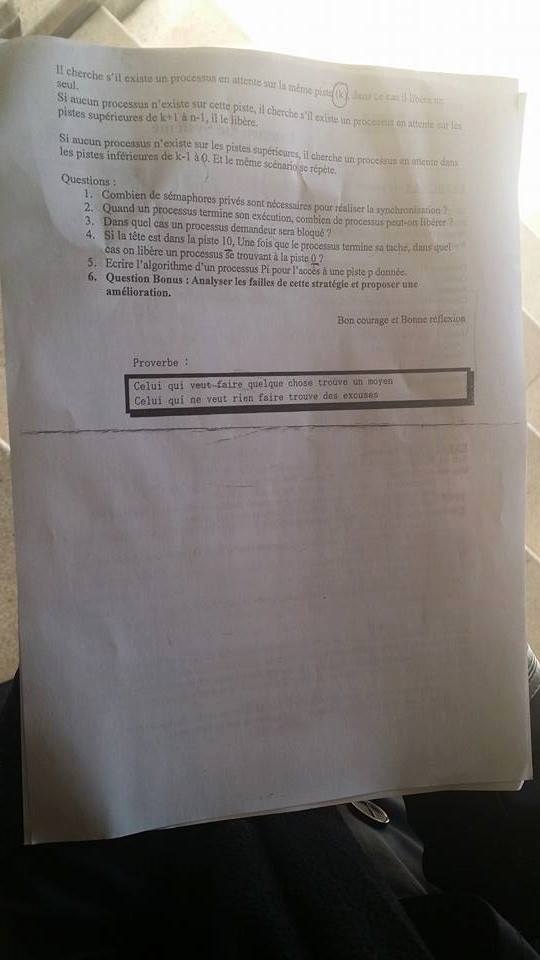 Il cherche s'il existe un processus en attente sur la même piste (k), dans ce cas il libère un
seul.
Si aucun processus n'existe sur cette piste, il cherche s'il existe un processus en attente sur les
pistes supérieures de k+1 à n-1, il le libère.
Si aucun processus n'existe sur les pistes supérieures, il cherche un processus en attente dans
les pistes inférieures de k-1 à 0. Et le même scénario se répète.
Questions :
1. Combien de sémaphores privés sont nécessaires pour réaliser la synchronisation ?
2. Quand un processus termine son exécution, combien de processus peut-on libérer ?
3. Dans quel cas un processus demandeur sera bloqué ?
4. Si la tête est dans la piste 10, Une fois que le processus termine sa tache, dans quel
cas on libère un processus se trouvant à la piste 0 ?
5. Ecrire l'algorithme d'un processus Pi pour l'accès à une piste p donnée.
6. Question Bonus : Analyser les failles de cette stratégie et proposer une
amélioration.
Bon courage et Bonne réflexion
Proverbe :
Celui qui veut faire quelque chose trouve un moyen
Celui qui ne veut rien faire trouve des excuses